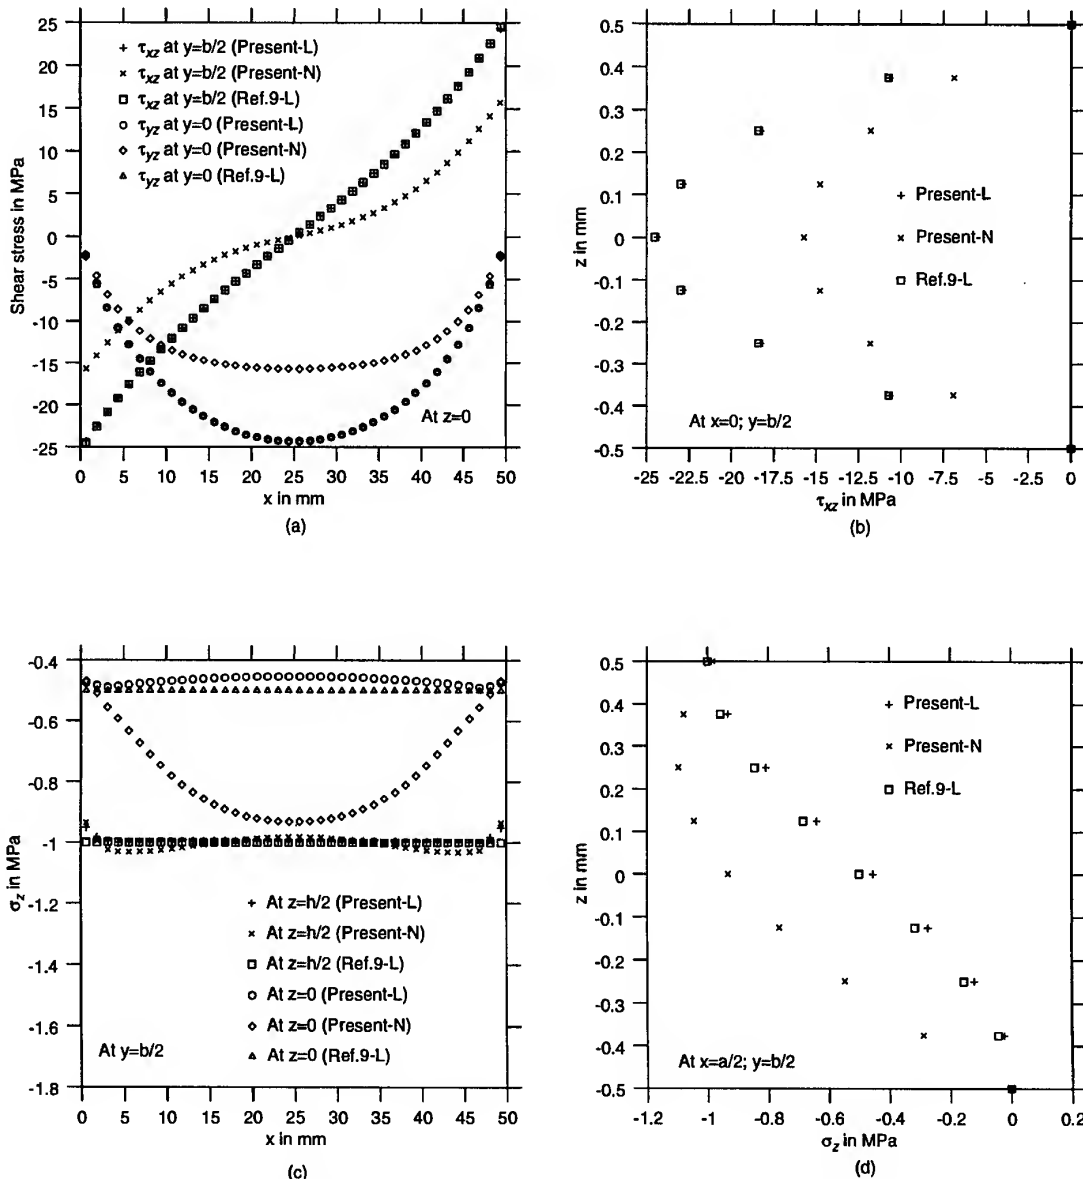 25
20
15
10
5
0
-5
-10
-15
-20
-25
Shear stress in MPa
+ τxz at y=b/2 (Present-L)
× τxz at y=b/2 (Present-N)
□ τxz at y=b/2 (Ref.9-L)
○ τyz at y=0 (Present-L)
◇ τyz at y=0 (Present-N)
△ τyz at y=0 (Ref.9-L)
At z=0
0 5 10 15 20 25 30 35 40 45 50
x in mm
(a)
0.5
0.4
0.3
0.2
0.1
0
-0.1
-0.2
-0.3
-0.4
-0.5
z in mm
+ Present-L
× Present-N
□ Ref.9-L
At x=0; y=b/2
-25 -22.5 -20 -17.5 -15 -12.5 -10 -7.5 -5 -2.5 0
τxz in MPa
(b)
-0.4
-0.6
-0.8
-1
-1.2
-1.4
-1.6
-1.8
σz in MPa
+ At z=h/2 (Present-L)
× At z=h/2 (Present-N)
□ At z=h/2 (Ref.9-L)
○ At z=0 (Present-L)
◇ At z=0 (Present-N)
△ At z=0 (Ref.9-L)
At y=b/2
0 5 10 15 20 25 30 35 40 45 50
x in mm
(c)
0.5
0.4
0.3
0.2
0.1
0
-0.1
-0.2
-0.3
-0.4
-0.5
z in mm
+ Present-L
× Present-N
□ Ref.9-L
At x=a/2; y=b/2
-1.2 -1 -0.8 -0.6 -0.4 -0.2 0 0.2
σz in MPa
(d)